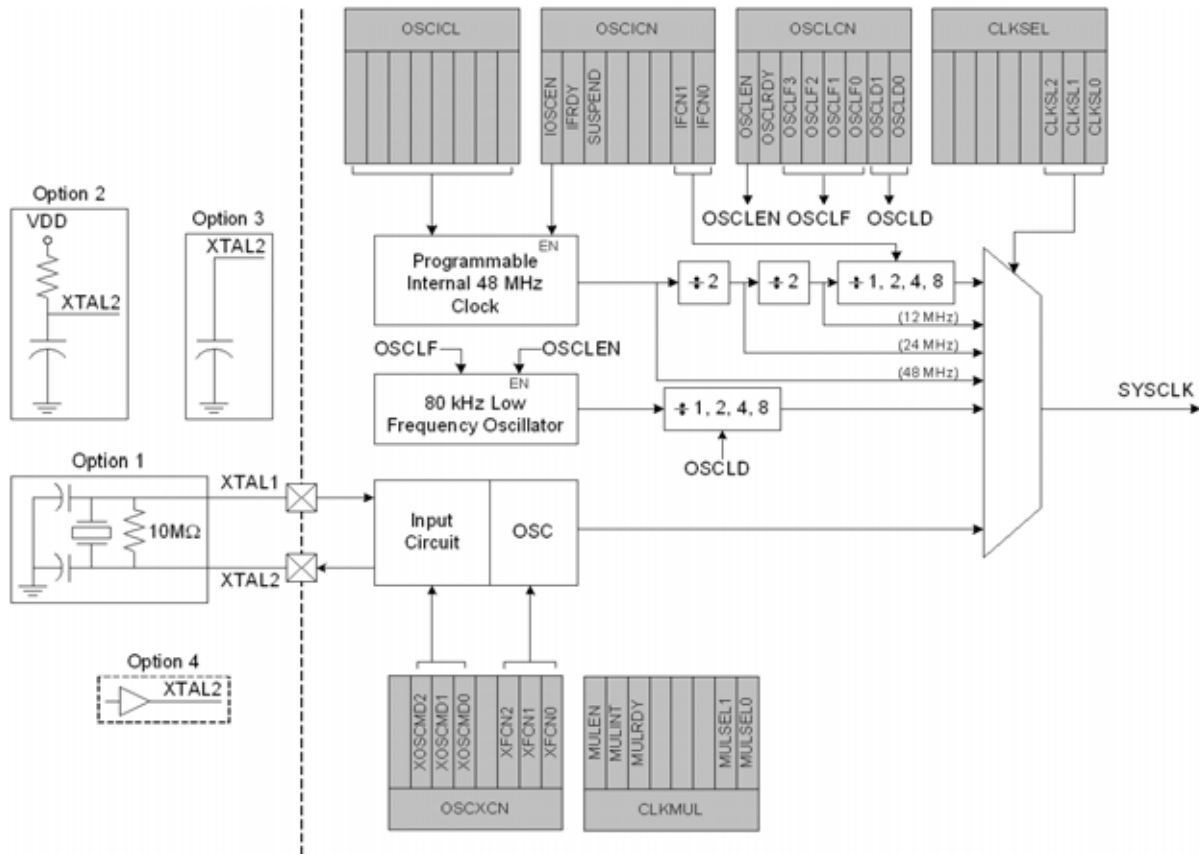 OSCICL
OSCICN
IOSCEN
IFRDY
SUSPEND
IFCN1
IFCN0
OSCLCN
OSCLEN
OSCLRDY
OSCLF3
OSCLF2
OSCLF1
OSCLF0
OSCLD1
OSCLD0
CLKSEL
CLKSL2
CLKSL1
CLKSL0
OSCLEN OSCLF OSCLD
Option 2
VDD
XTAL2
Option 3
XTAL2
EN
Programmable
Internal 48 MHz
Clock
÷ 2
÷ 2
÷ 1, 2, 4, 8
(12 MHz)
(24 MHz)
(48 MHz)
SYSCLK
OSCLF
OSCLEN
EN
80 kHz Low
Frequency Oscillator
÷ 1, 2, 4, 8
OSCLD
Option 1
10MΩ
XTAL1
XTAL2
Input
Circuit
OSC
Option 4
XTAL2
XOSCMD2
XOSCMD1
XOSCMD0
XFCN2
XFCN1
XFCN0
OSCXCN
MULEN
MULINT
MULRDY
MULSEL1
MULSEL0
CLKMUL